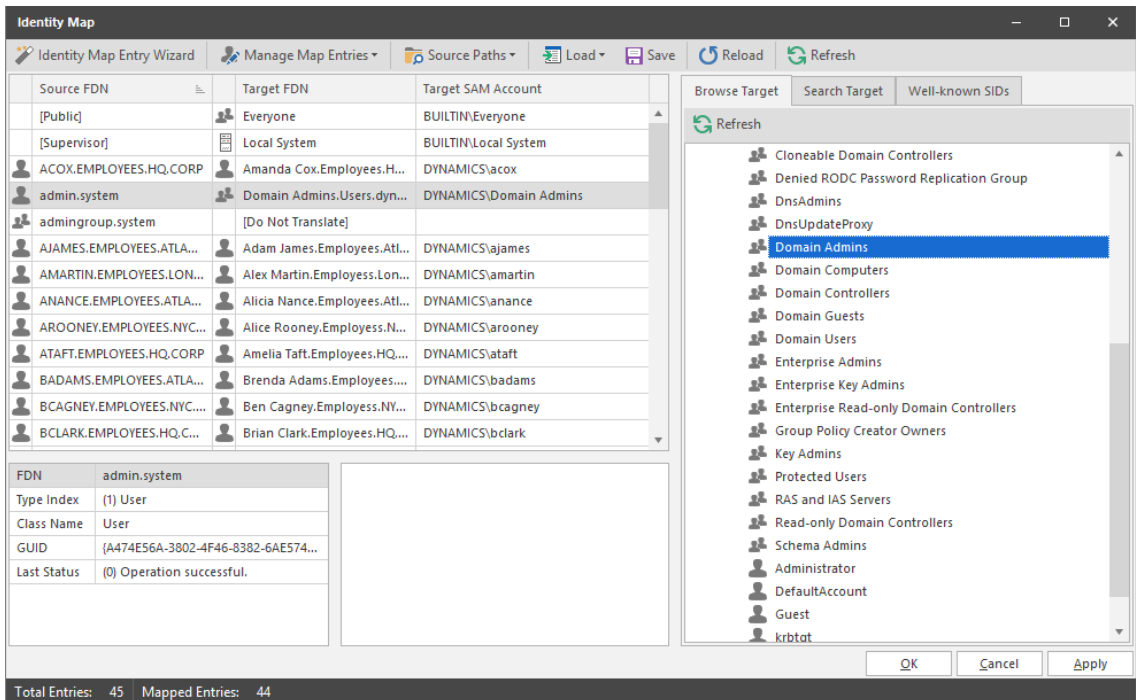 Identity Map
Identity Map Entry Wizard Manage Map Entries Source Paths Load Save Reload Refresh
Source FDN Target FDN Target SAM Account
[Public] Everyone BUILTIN\Everyone
[Supervisor] Local System BUILTIN\Local System
ACOX.EMPLOYEES.HQ.CORP Amanda Cox.Employees.H... DYNAMICS\acox
admin.system Domain Admins.Users.dyn... DYNAMICS\Domain Admins
admingroup.system [Do Not Translate]
AJAMES.EMPLOYEES.ATLA... Adam James.Employees.Atl... DYNAMICS\ajames
AMARTIN.EMPLOYEES.LON... Alex Martin.Employess.Lon... DYNAMICS\amartin
ANANCE.EMPLOYEES.ATLA... Alicia Nance.Employees.Atl... DYNAMICS\anance
AROONEY.EMPLOYEES.NYC... Alice Rooney.Employess.N... DYNAMICS\arooney
ATAFT.EMPLOYEES.HQ.CORP Amelia Taft.Employees.HQ.... DYNAMICS\ataft
BADAMS.EMPLOYEES.ATLA... Brenda Adams.Employees.... DYNAMICS\badams
BCAGNEY.EMPLOYEES.NYC.... Ben Cagney.Employess.NY... DYNAMICS\bcagney
BCLARK.EMPLOYEES.HQ.C... Brian Clark.Employees.HQ.... DYNAMICS\bclark
FDN admin.system
Type Index (1) User
Class Name User
GUID {A474E56A-3802-4F46-8382-6AE574...
Last Status (0) Operation successful.
Browse Target Search Target Well-known SIDs
Refresh
Cloneable Domain Controllers
Denied RODC Password Replication Group
DnsAdmins
DnsUpdateProxy
Domain Admins
Domain Computers
Domain Controllers
Domain Guests
Domain Users
Enterprise Admins
Enterprise Key Admins
Enterprise Read-only Domain Controllers
Group Policy Creator Owners
Key Admins
Protected Users
RAS and IAS Servers
Read-only Domain Controllers
Schema Admins
Administrator
DefaultAccount
Guest
krbtgt
OK Cancel Apply
Total Entries: 45 Mapped Entries: 44